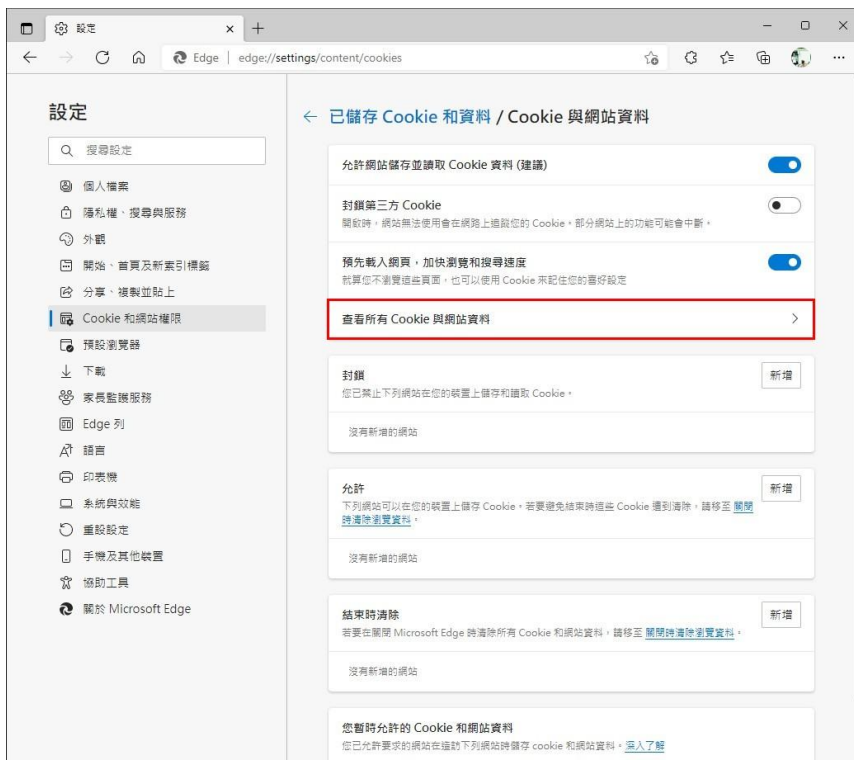 設定
Edge edge://settings/content/cookies
設定
搜尋設定
個人檔案
隱私權、搜尋與服務
外觀
開始、首頁及新索引標籤
分享、複製並貼上
Cookie 和網站權限
預設瀏覽器
下載
家長監護服務
Edge 列
語言
印表機
系統與效能
重設設定
手機及其他裝置
協助工具
關於 Microsoft Edge
已儲存 Cookie 和資料 / Cookie 與網站資料
允許網站儲存並讀取 Cookie 資料 (建議)
封鎖第三方 Cookie
開啟時，網站無法使用會在網路上追蹤您的 Cookie。部分網站上的功能可能會中斷。
預先載入網頁，加快瀏覽和搜尋速度
就算您不瀏覽這些頁面，也可以使用 Cookie 來記住您的喜好設定
查看所有 Cookie 與網站資料
封鎖
新增
您已禁止下列網站在您的裝置上儲存和讀取 Cookie。
沒有新增的網站
允許
新增
下列網站可以在您的裝置上儲存 Cookie。若要避免結束時這些 Cookie 遭到清除，請移至 關閉
時清除瀏覽資料。
沒有新增的網站
結束時清除
新增
若要在關閉 Microsoft Edge 時清除所有 Cookie 和網站資料，請移至 關閉時清除瀏覽資料。
沒有新增的網站
您暫時允許的 Cookie 和網站資料
您已允許要求的網站在造訪下列網站時儲存 cookie 和網站資料。深入了解